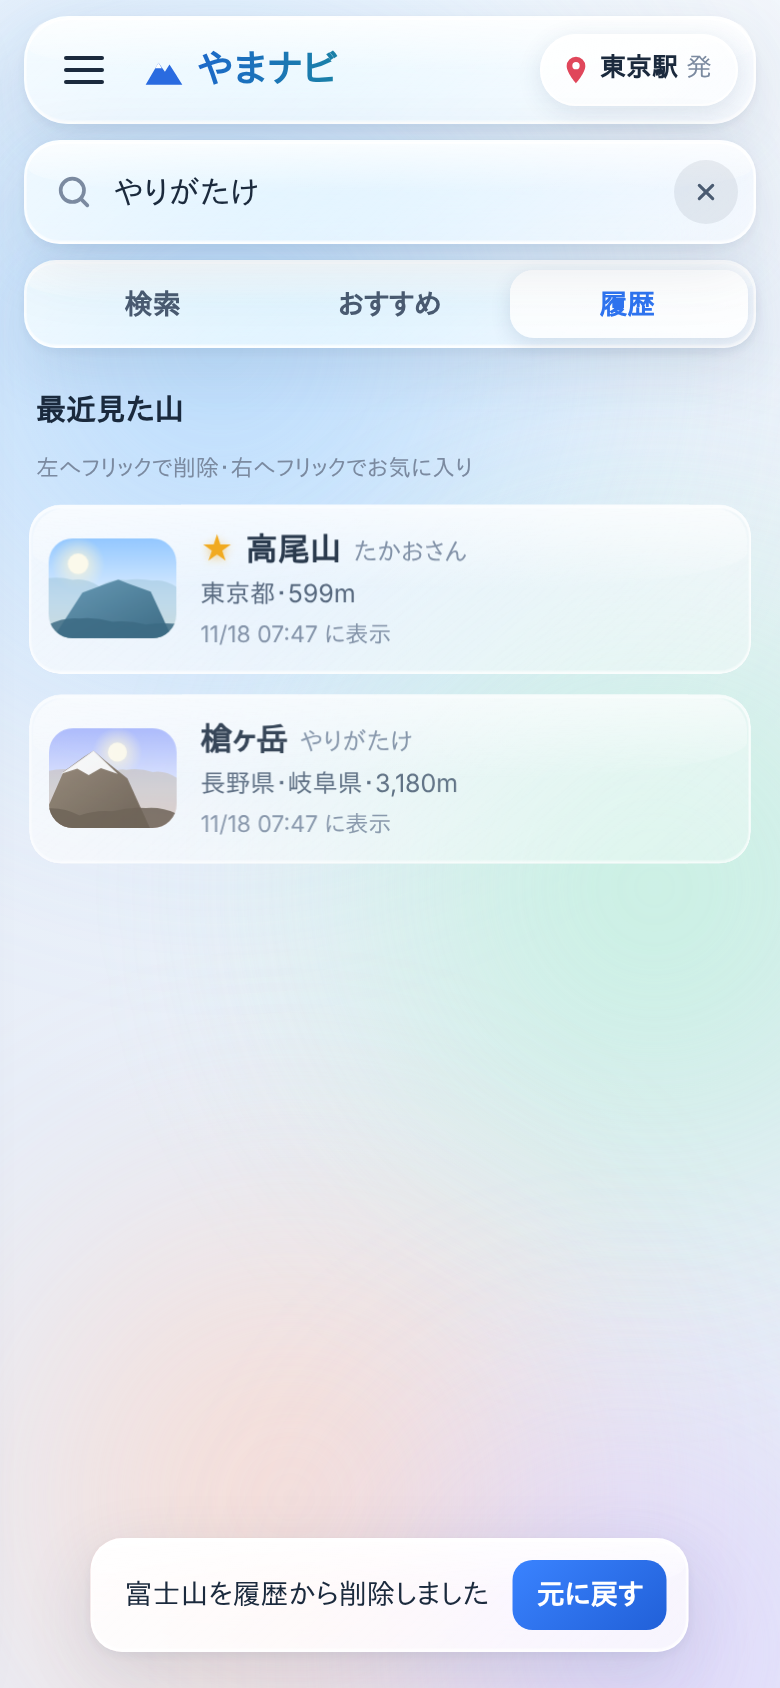 やまナビ
東京駅 発
やりがたけ
検索 おすすめ 履歴
最近見た山
左へフリックで削除·右へフリックでお気に入り
★ 高尾山 たかおさん
東京都·599m
11/18 07:47 に表示
槍ヶ岳 やりがたけ
長野県·岐阜県·3,180m
11/18 07:47 に表示
富士山を履歴から削除しました 元に戻す